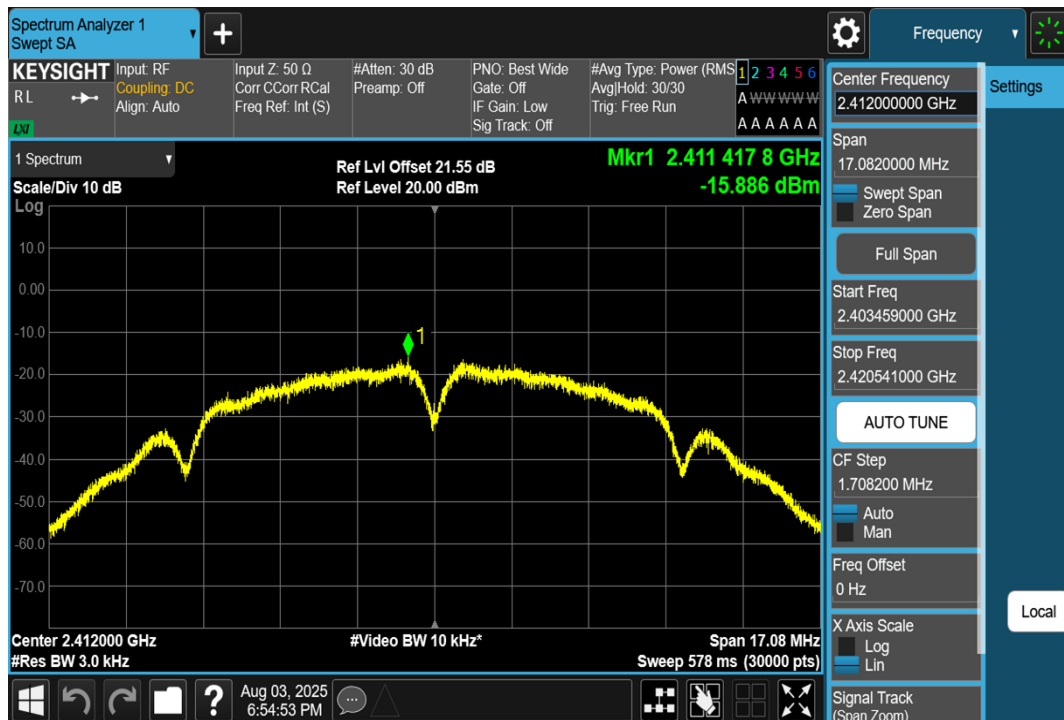 Spectrum Analyzer 1
Swept SA
Frequency
KEYSIGHT
RL
LXI
Input: RF
Coupling: DC
Align: Auto
Input Z: 50 Ω
Corr CCorr RCal
Freq Ref: Int (S)
#Atten: 30 dB
Preamp: Off
PNO: Best Wide
Gate: Off
IF Gain: Low
Sig Track: Off
#Avg Type: Power (RMS
Avg|Hold: 30/30
Trig: Free Run
1 2 3 4 5 6
A W W W W W
A A A A A A
Center Frequency
2.412000000 GHz
Settings
Span
17.0820000 MHz
Swept Span
Zero Span
Full Span
Start Freq
2.403459000 GHz
Stop Freq
2.420541000 GHz
AUTO TUNE
CF Step
1.708200 MHz
Auto
Man
Freq Offset
0 Hz
X Axis Scale
Log
Lin
Signal Track
(Span Zoom)
Local
1 Spectrum
Scale/Div 10 dB
Log
Ref Lvl Offset 21.55 dB
Ref Level 20.00 dBm
Mkr1 2.411 417 8 GHz
-15.886 dBm
10.0
0.00
-10.0
1
-20.0
-30.0
-40.0
-50.0
-60.0
-70.0
Center 2.412000 GHz
#Video BW 10 kHz*
Span 17.08 MHz
#Res BW 3.0 kHz
Sweep 578 ms (30000 pts)
?
Aug 03, 2025
6:54:53 PM